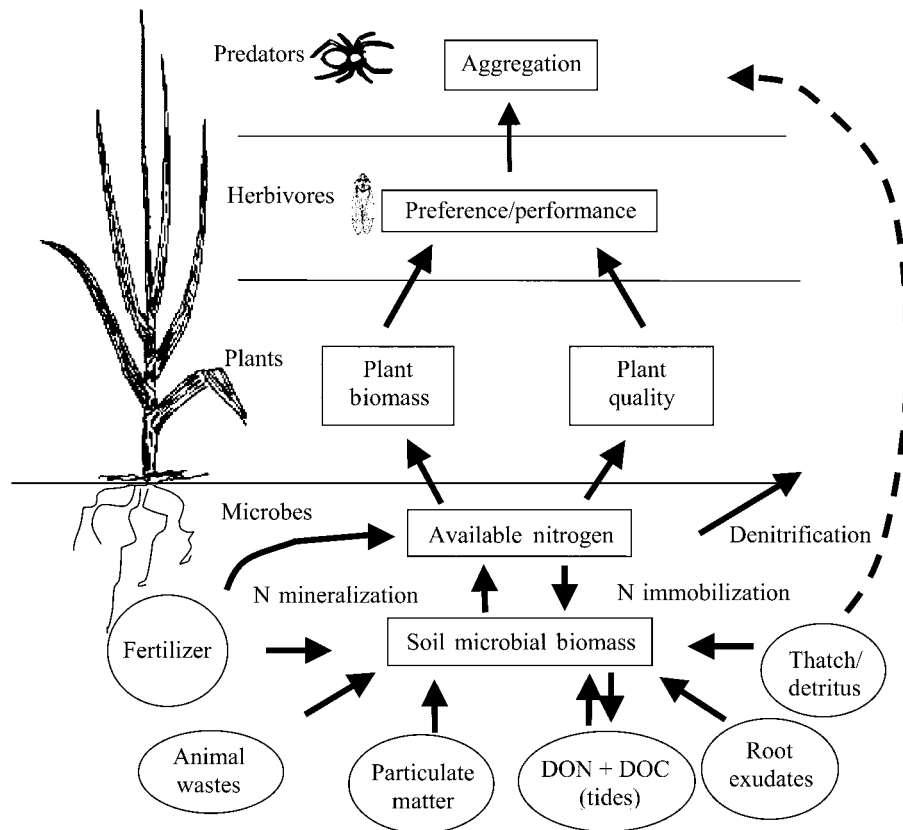 Predators
Aggregation
Herbivores
Preference/performance
Plants
Plant
biomass
Plant
quality
Microbes
Available nitrogen
Denitrification
N mineralization
N immobilization
Fertilizer
Soil microbial biomass
Thatch/
detritus
Animal
wastes
Particulate
matter
DON + DOC
(tides)
Root
exudates